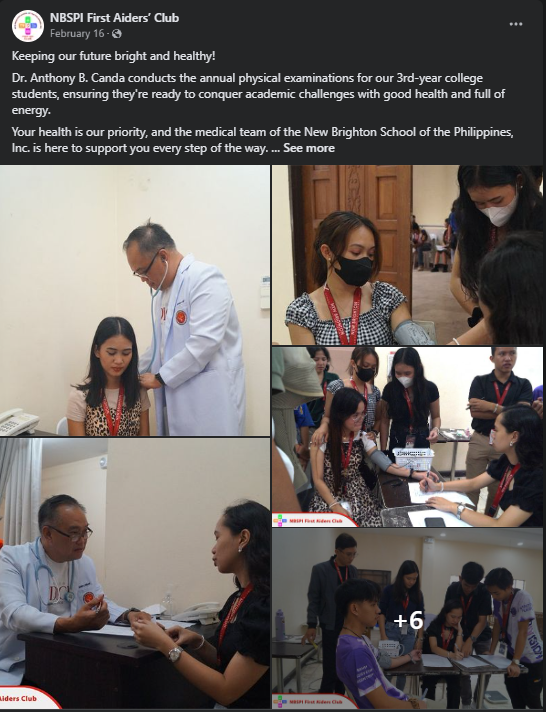 NBSPI First Aiders' Club
February 16 ·
Keeping our future bright and healthy!
Dr. Anthony B. Canda conducts the annual physical examinations for our 3rd-year college
students, ensuring they're ready to conquer academic challenges with good health and full of
energy.
Your health is our priority, and the medical team of the New Brighton School of the Philippines,
Inc. is here to support you every step of the way. ... See more
NBSPI First Aiders Club
Aiders Club
+6
NBSPI First Aiders Club